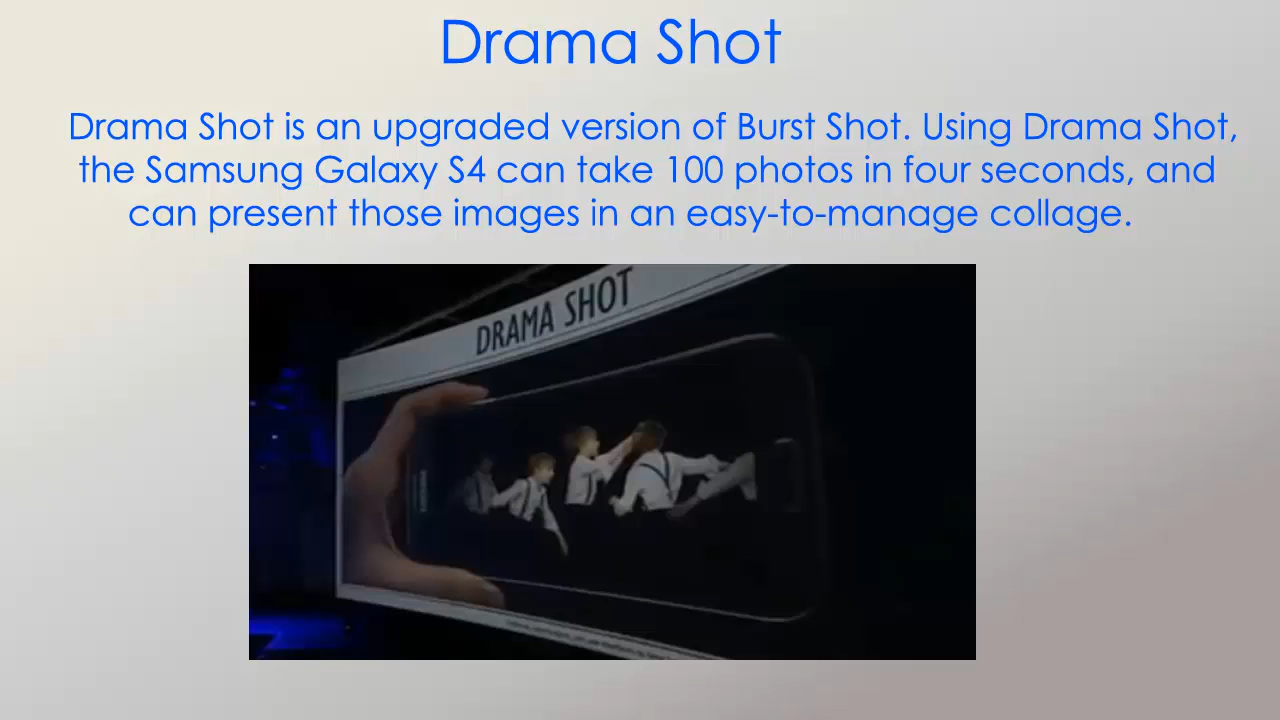 Drama Shot
Drama Shot is an upgraded version of Burst Shot. Using Drama Shot,
the Samsung Galaxy S4 can take 100 photos in four seconds, and
can present those images in an easy-to-manage collage.
DRAMA SHOT